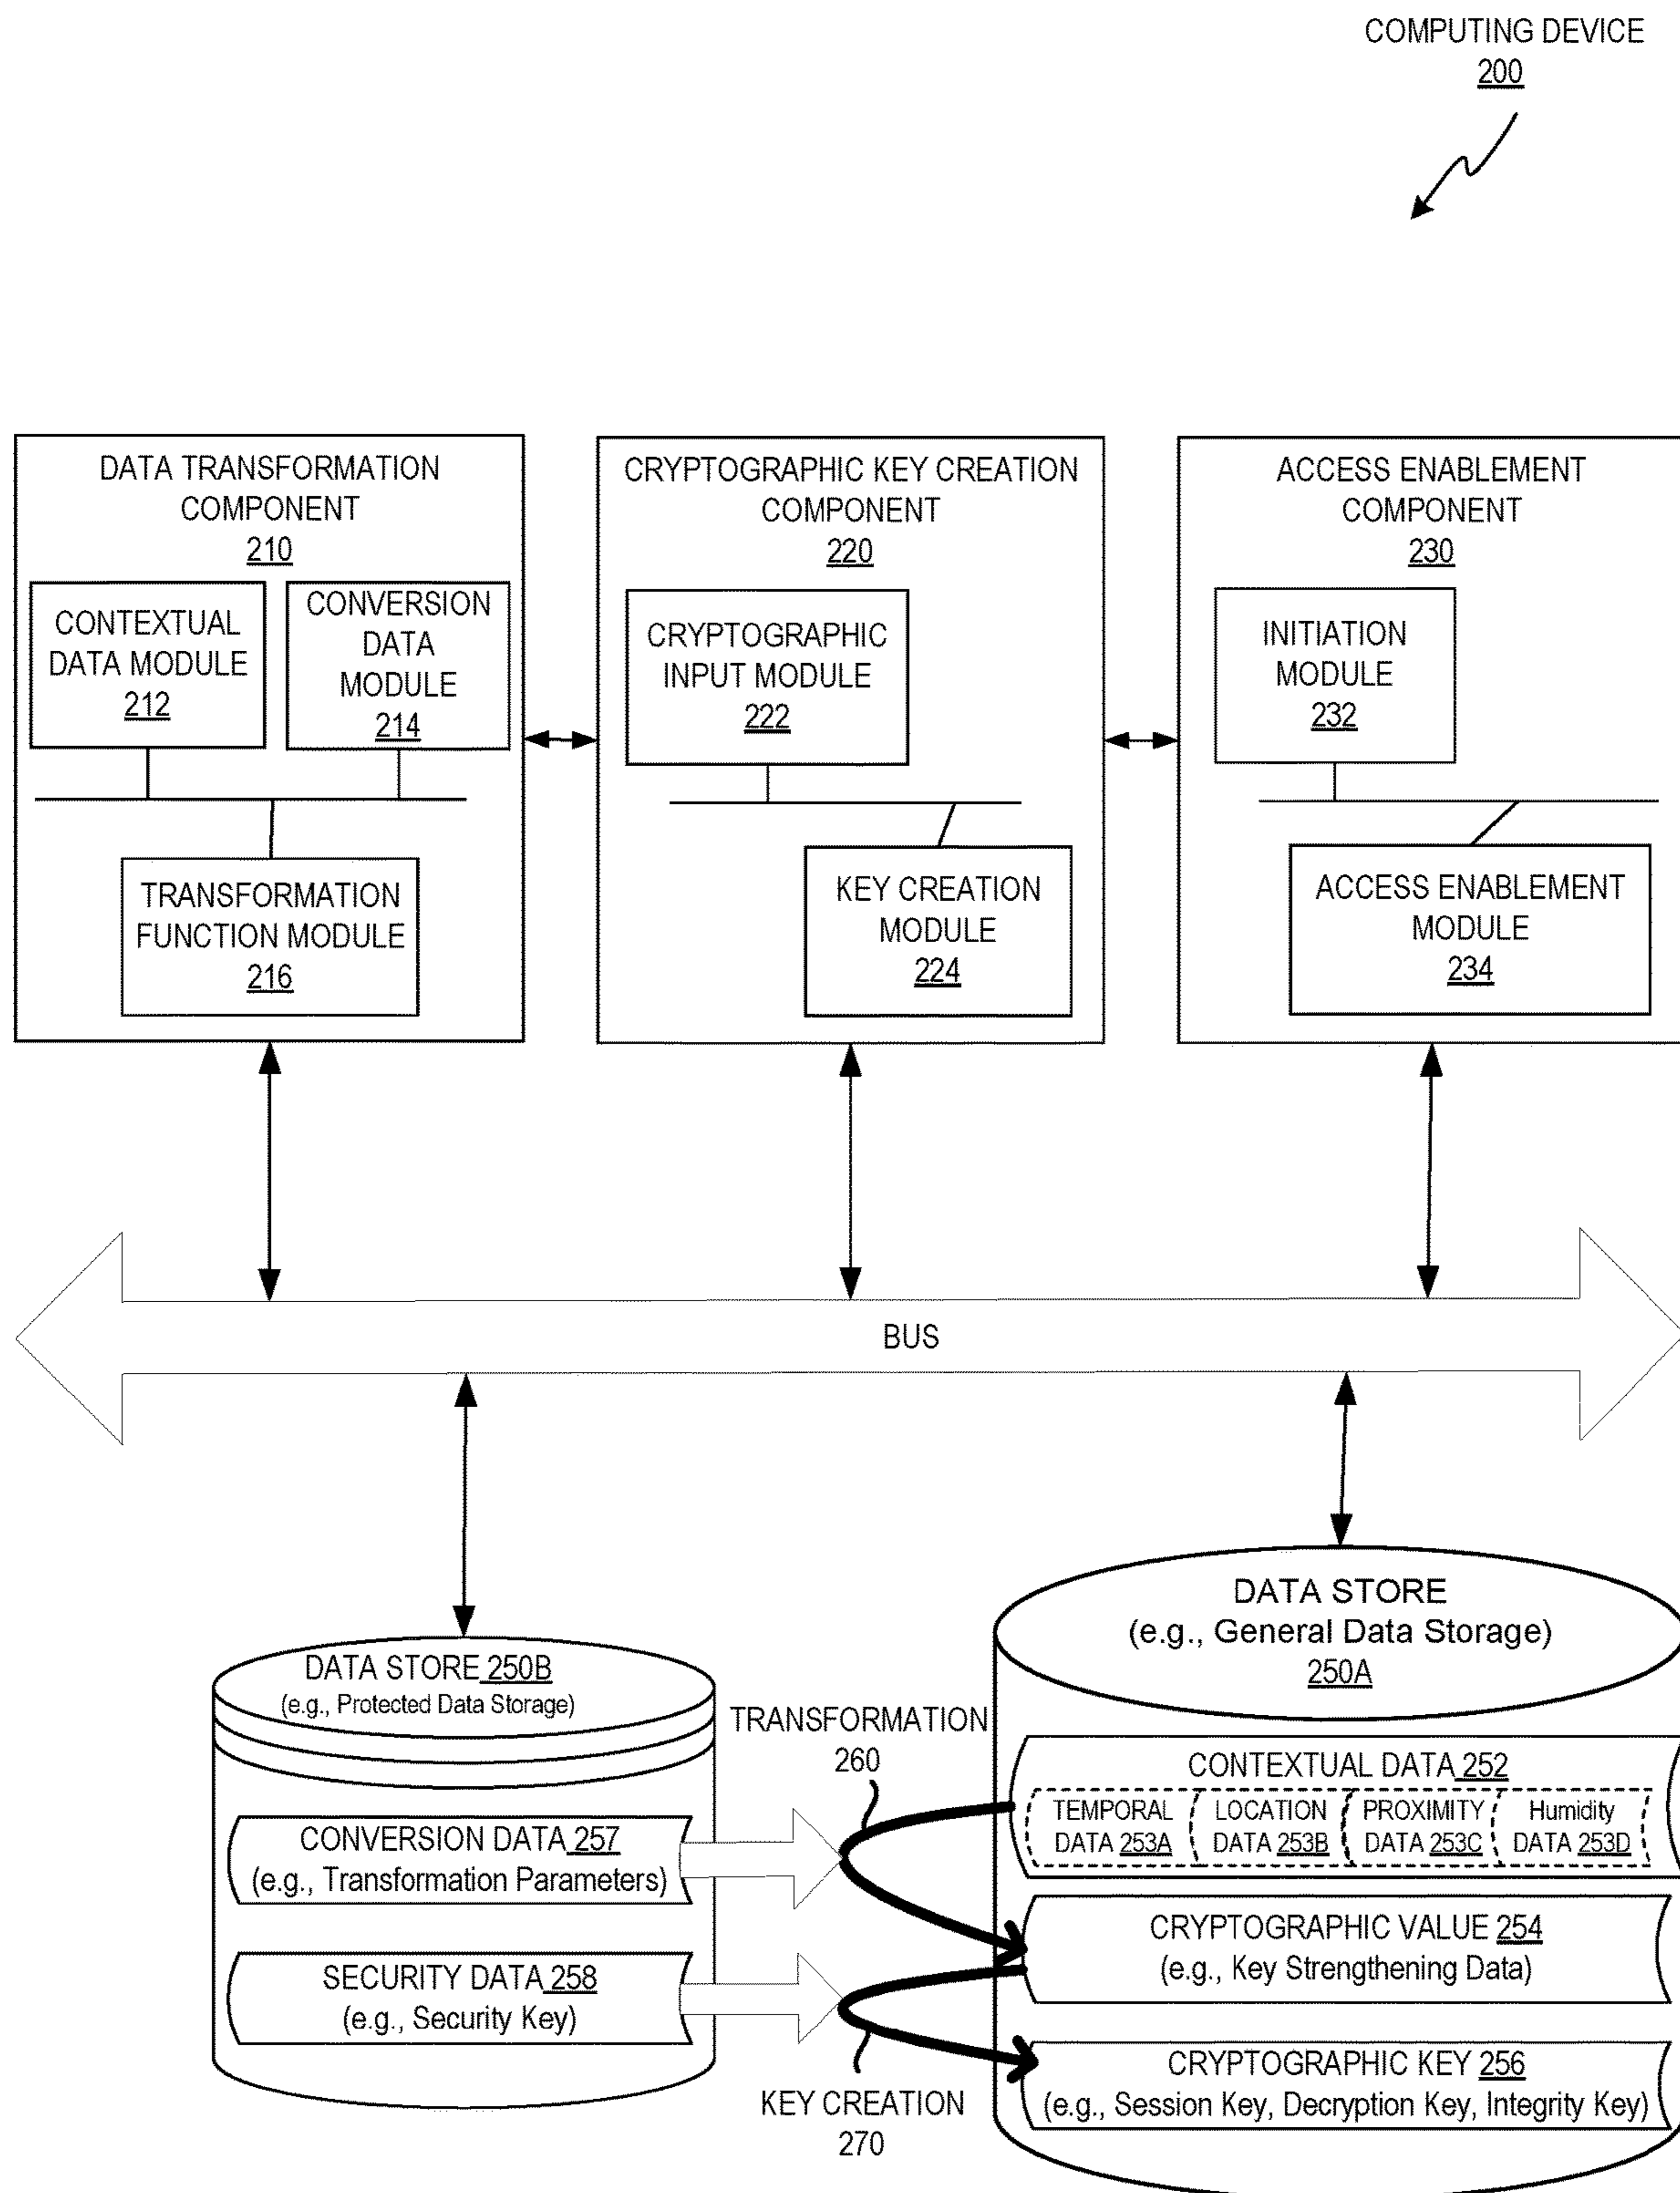 COMPUTING DEVICE
200
DATA TRANSFORMATION
COMPONENT
210
CONTEXTUAL
DATA MODULE
212
CONVERSION
DATA
MODULE
214
TRANSFORMATION
FUNCTION MODULE
216
CRYPTOGRAPHIC KEY CREATION
COMPONENT
220
CRYPTOGRAPHIC
INPUT MODULE
222
KEY CREATION
MODULE
224
ACCESS ENABLEMENT
COMPONENT
230
INITIATION
MODULE
232
ACCESS ENABLEMENT
MODULE
234
BUS
DATA STORE 250B
(e.g., Protected Data Storage)
CONVERSION DATA 257
(e.g., Transformation Parameters)
SECURITY DATA 258
(e.g., Security Key)
TRANSFORMATION
260
KEY CREATION
270
DATA STORE
(e.g., General Data Storage)
250A
CONTEXTUAL DATA 252
TEMPORAL
DATA 253A
LOCATION
DATA 253B
PROXIMITY
DATA 253C
Humidity
DATA 253D
CRYPTOGRAPHIC VALUE 254
(e.g., Key Strengthening Data)
CRYPTOGRAPHIC KEY 256
(e.g., Session Key, Decryption Key, Integrity Key)